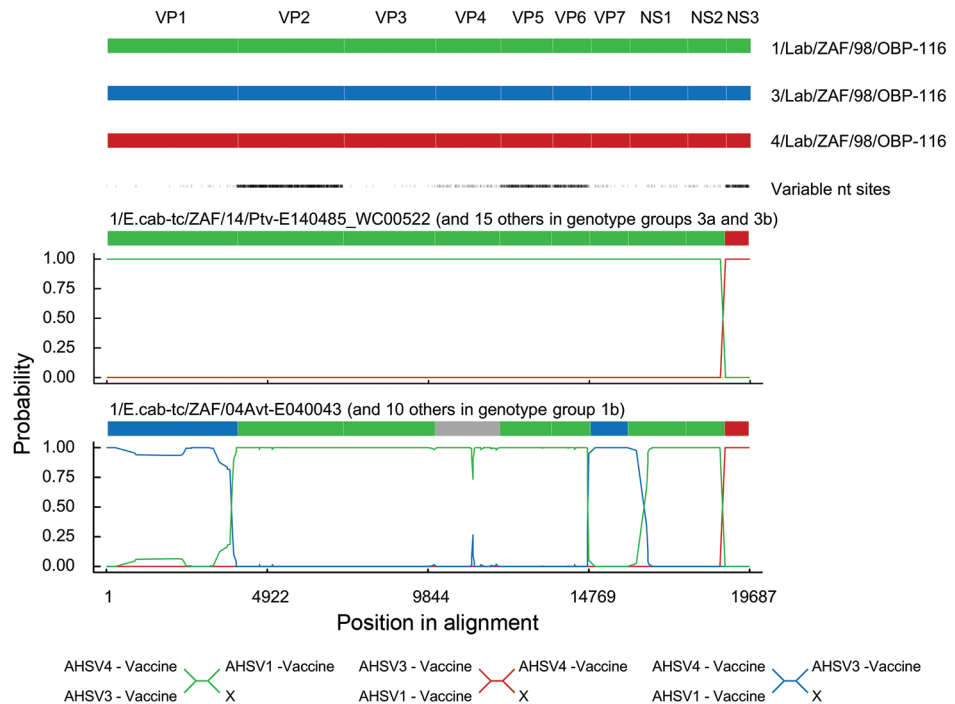 VP1 VP2 VP3 VP4 VP5 VP6 VP7 NS1 NS2 NS3
1/Lab/ZAF/98/OBP-116
3/Lab/ZAF/98/OBP-116
4/Lab/ZAF/98/OBP-116
Variable nt sites
1/E.cab-tc/ZAF/14/Ptv-E140485_WC00522 (and 15 others in genotype groups 3a and 3b)
1.00
0.75
0.50
0.25
0.00
Probability
1/E.cab-tc/ZAF/04Avt-E040043 (and 10 others in genotype group 1b)
1.00
0.75
0.50
0.25
0.00
1 4922 9844 14769 19687
Position in alignment
AHSV4 - Vaccine AHSV1 -Vaccine AHSV3 - Vaccine AHSV4 - Vaccine AHSV4 - Vaccine AHSV3 -Vaccine
AHSV3 - Vaccine X AHSV1 - Vaccine X AHSV1 - Vaccine X